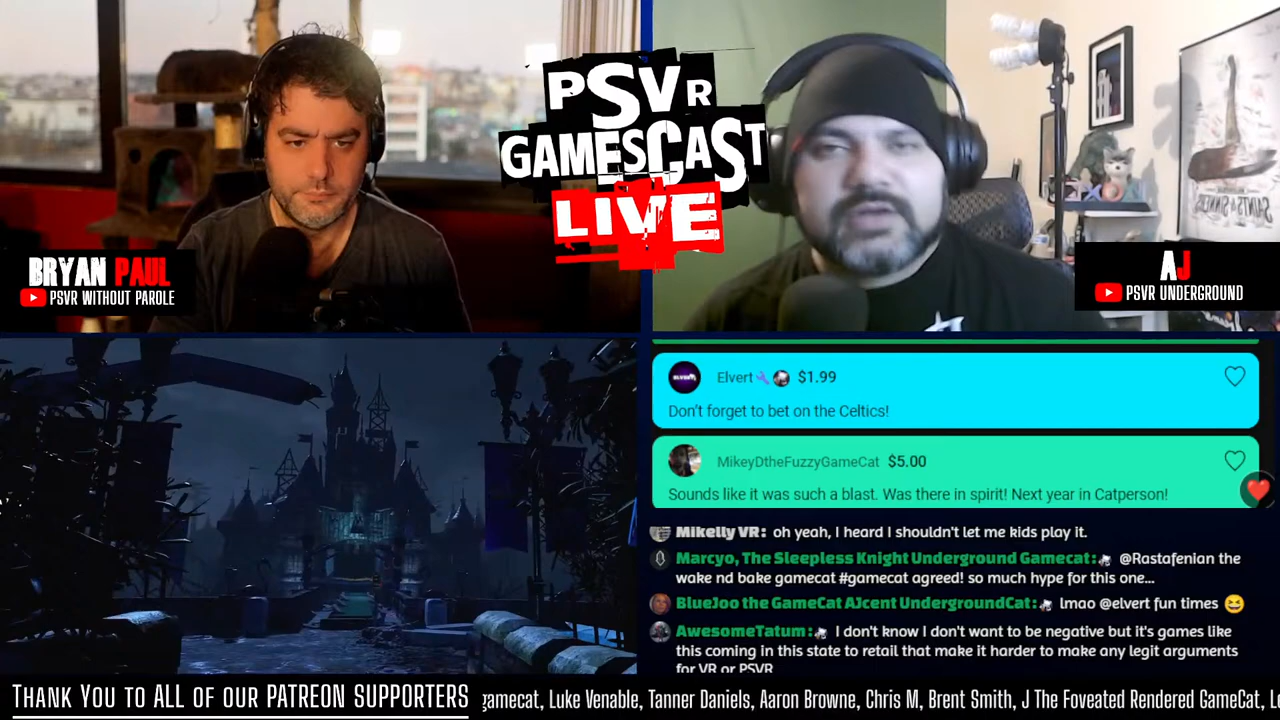 PSVR
GAMESCAST
LIVE
BRYAN PAUL
PSVR WITHOUT PAROLE
AJ
PSVR UNDERGROUND
SAINTS & SINNERS
Elvert $1.99
Don't forget to bet on the Celtics!
MikeyDtheFuzzyGameCat $5.00
Sounds like it was such a blast. Was there in spirit! Next year in Catperson!
Mikelly VR: oh yeah, I heard I shouldn't let me kids play it.
Marcyo, The Sleepless Knight Underground Gamecat: @Rastafenian the
wake nd bake gamecat #gamecat agreed! so much hype for this one...
BlueJoo the GameCat AJcent UndergroundCat: lmao @elvert fun times
AwesomeTatum: I don't know I don't want to be negative but it's games like
this coming in this state to retail that make it harder to make any legit arguments
for VR or PSVR
THANK YOU TO ALL OF OUR PATREON SUPPORTERS
gamecat, Luke Venable, Tanner Daniels, Aaron Browne, Chris M, Brent Smith, J The Foveated Rendered GameCat, L